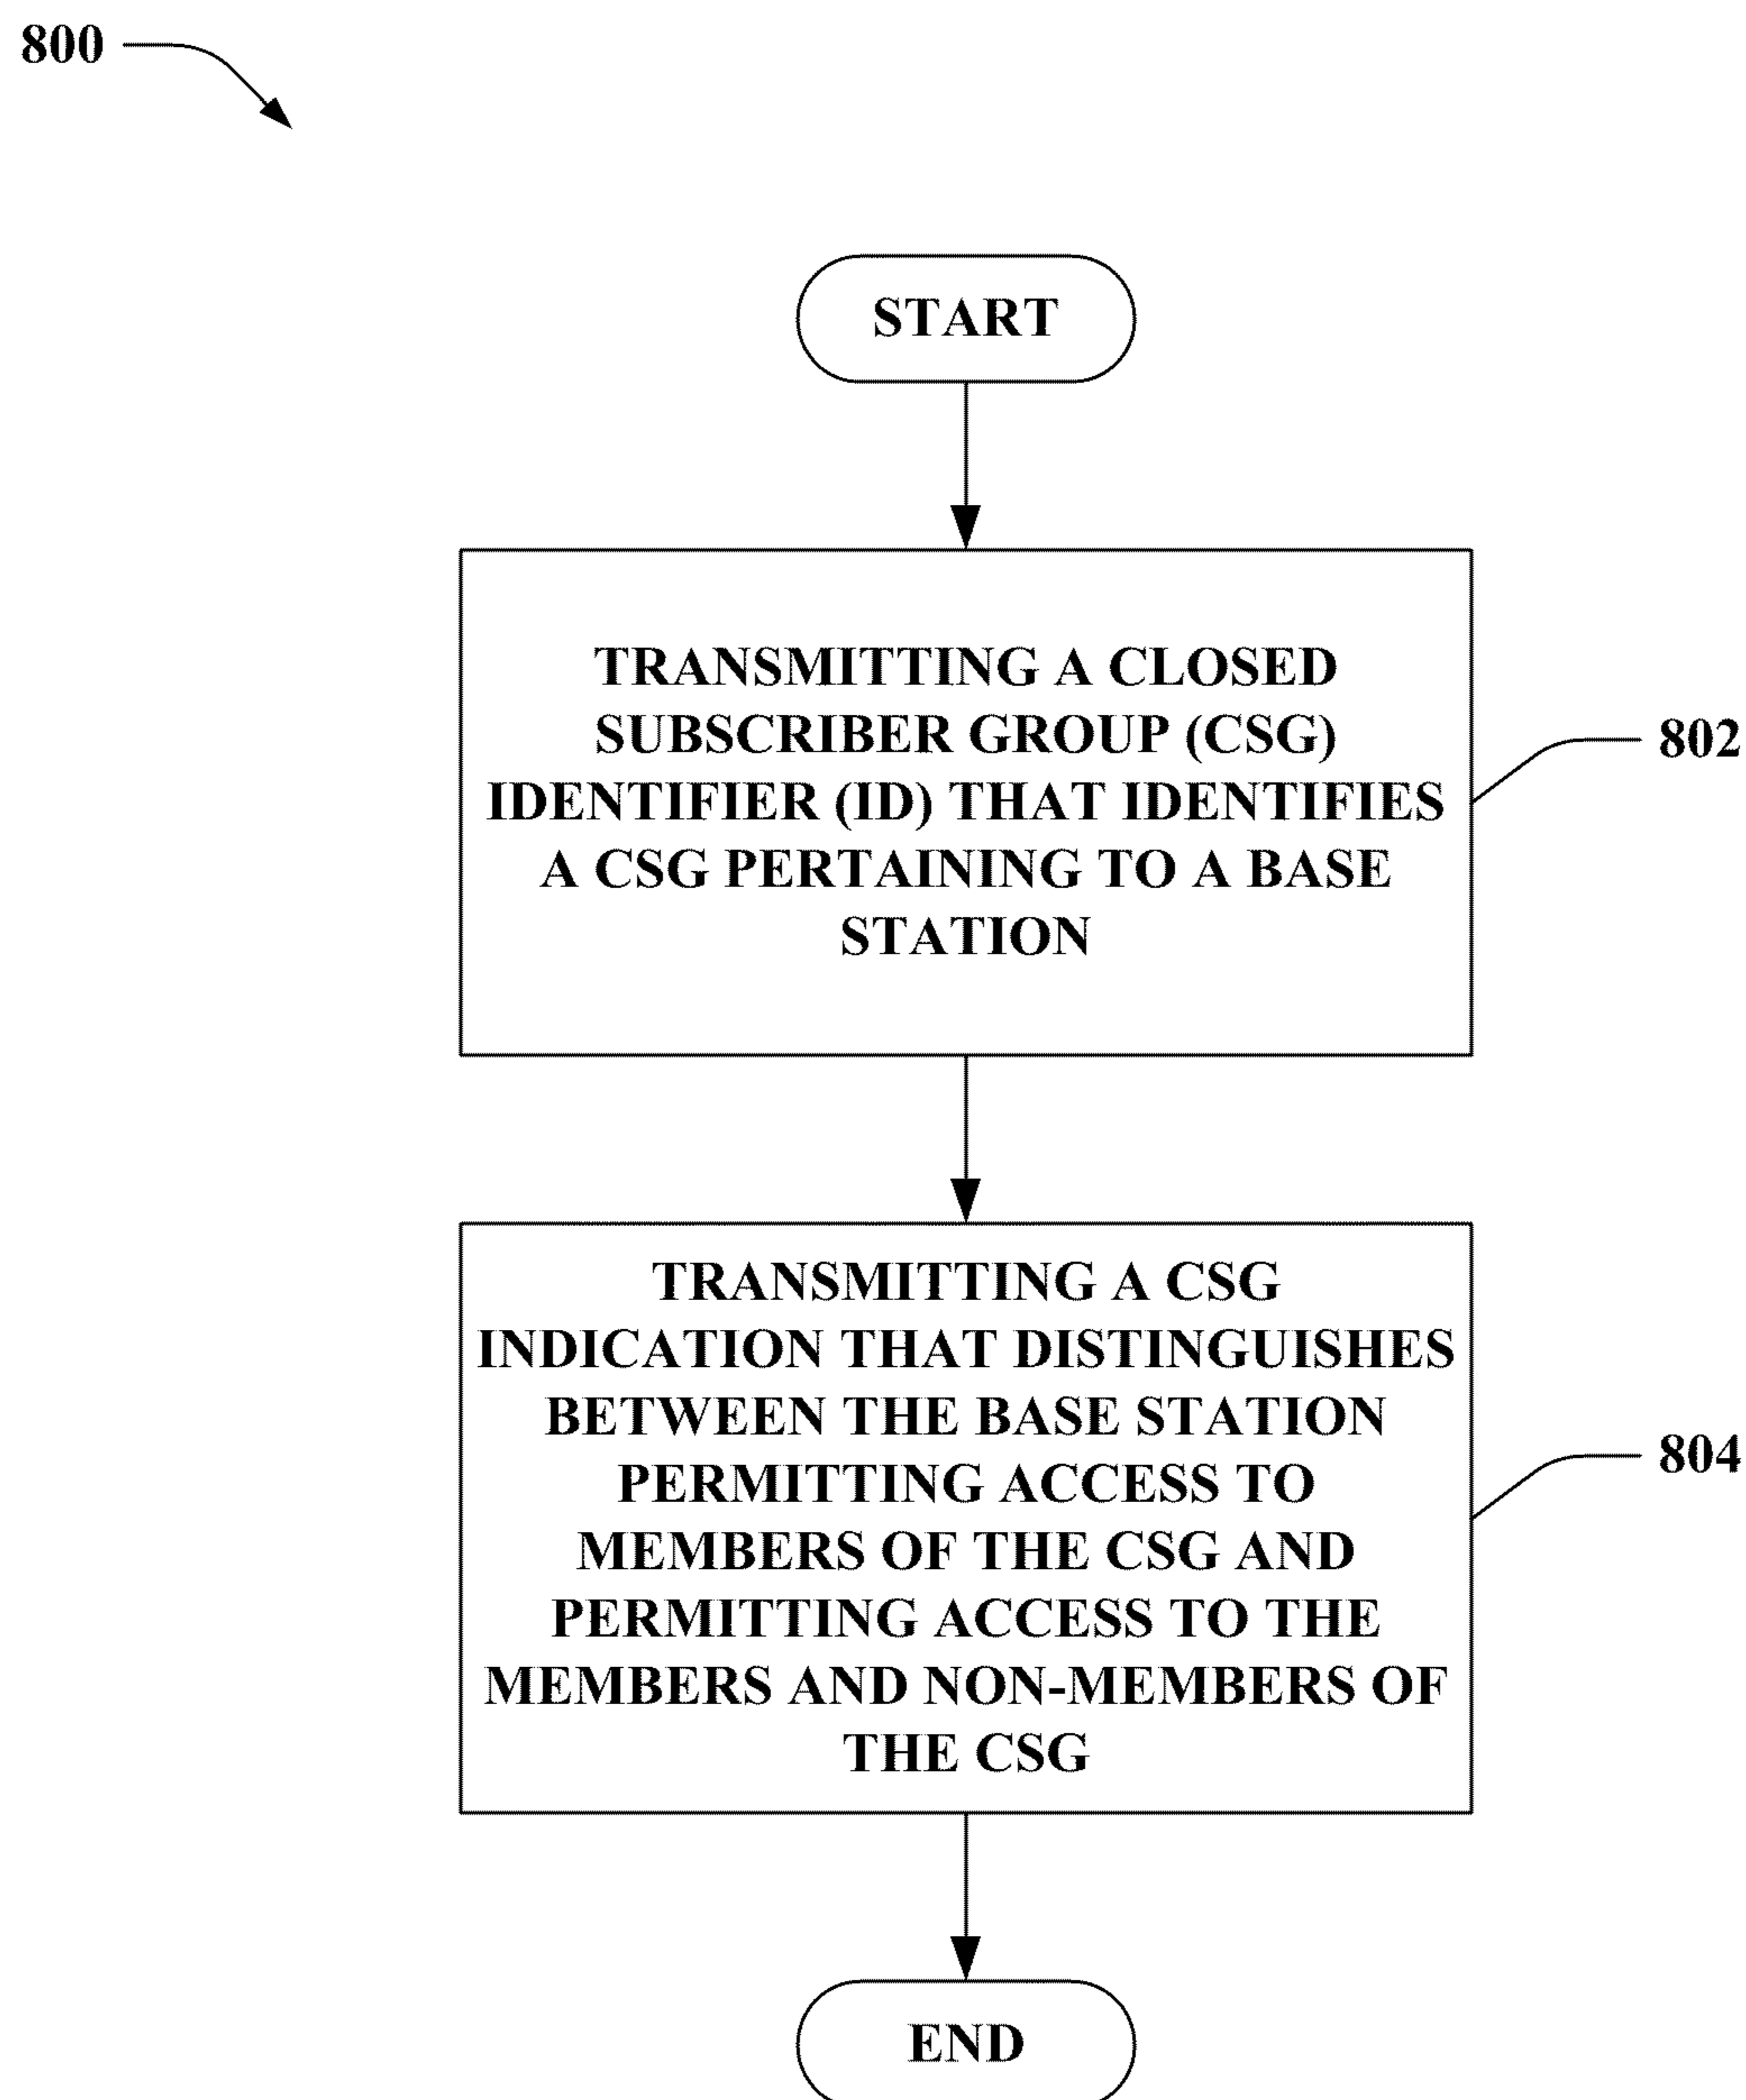 800
START
TRANSMITTING A CLOSED
SUBSCRIBER GROUP (CSG)
IDENTIFIER (ID) THAT IDENTIFIES
A CSG PERTAINING TO A BASE
STATION
802
TRANSMITTING A CSG
INDICATION THAT DISTINGUISHES
BETWEEN THE BASE STATION
PERMITTING ACCESS TO
MEMBERS OF THE CSG AND
PERMITTING ACCESS TO THE
MEMBERS AND NON-MEMBERS OF
THE CSG
804
END